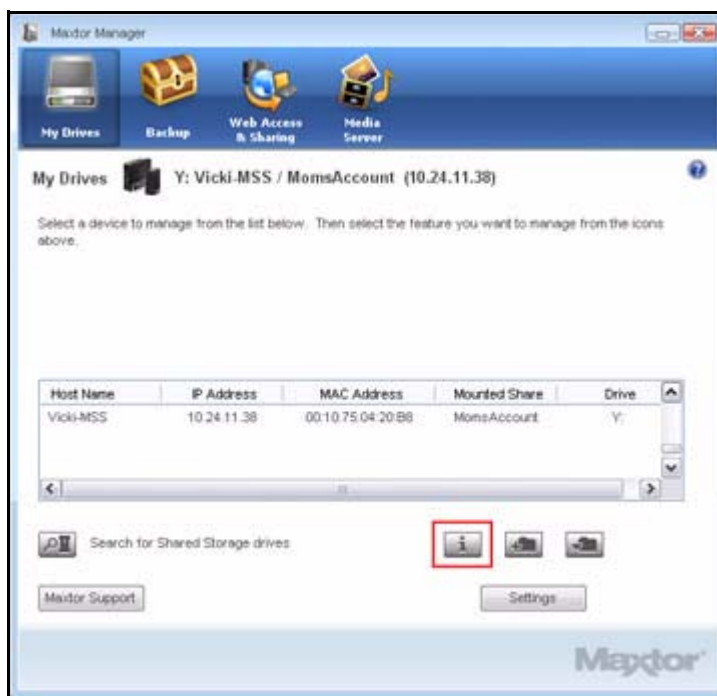 Maxtor Manager
My Drives
Backup
Web Access
& Sharing
Media
Server
My Drives Y: Vicki-MSS / MomsAccount (10.24.11.38)
?
Select a device to manage from the list below. Then select the feature you want to manage from the icons
above.
Host Name IP Address MAC Address Mounted Share Drive
Vicki-MSS 10.24.11.38 00:10:75:04:20:B8 MomsAccount Y:
Search for Shared Storage drives
i
Maxtor Support
Settings
Maxtor